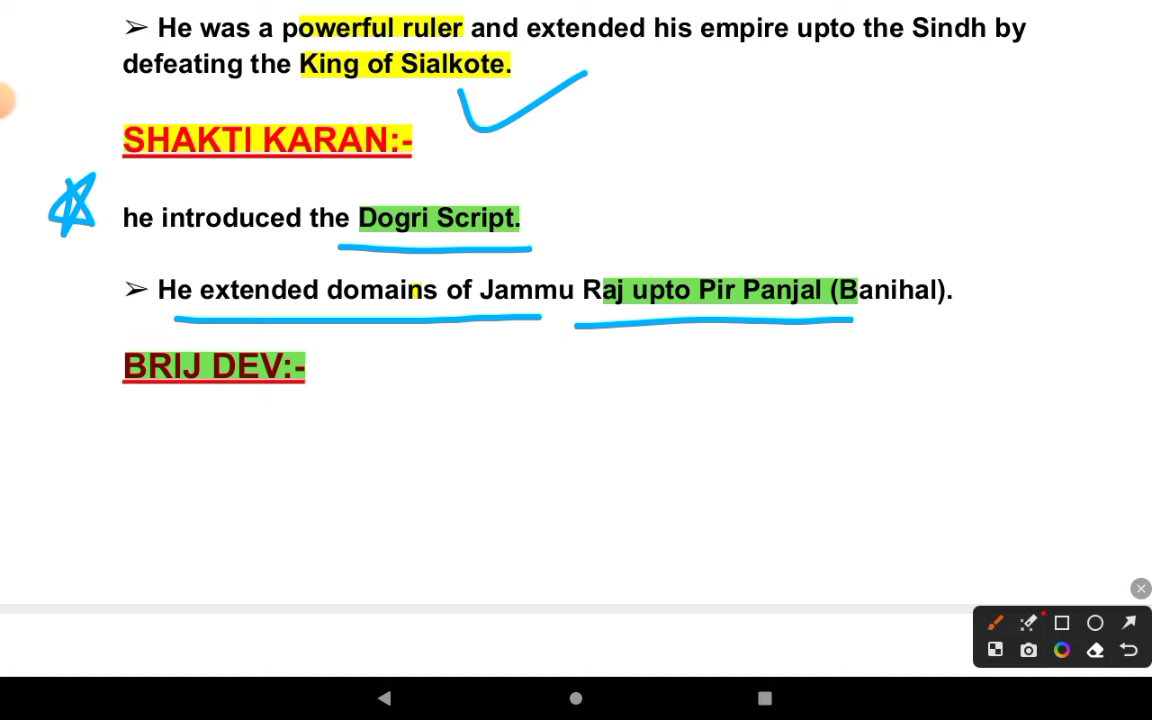 ➢ He was a powerful ruler and extended his empire upto the Sindh by
defeating the King of Sialkote.
SHAKTI KARAN:-
he introduced the Dogri Script.
➢ He extended domains of Jammu Raj upto Pir Panjal (Banihal).
BRIJ DEV:-